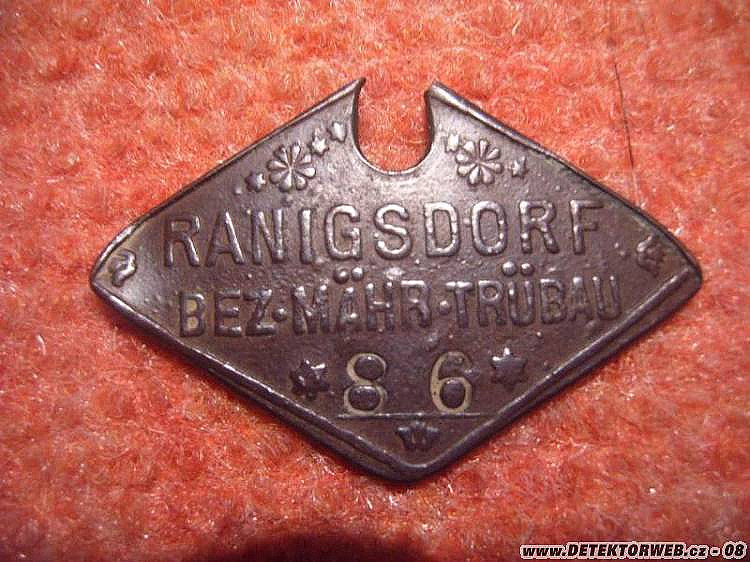 RANIGSDORF
BEZ·MÄHR·TRÜBAU
86
www.DETEKTORWEB.cz - 08